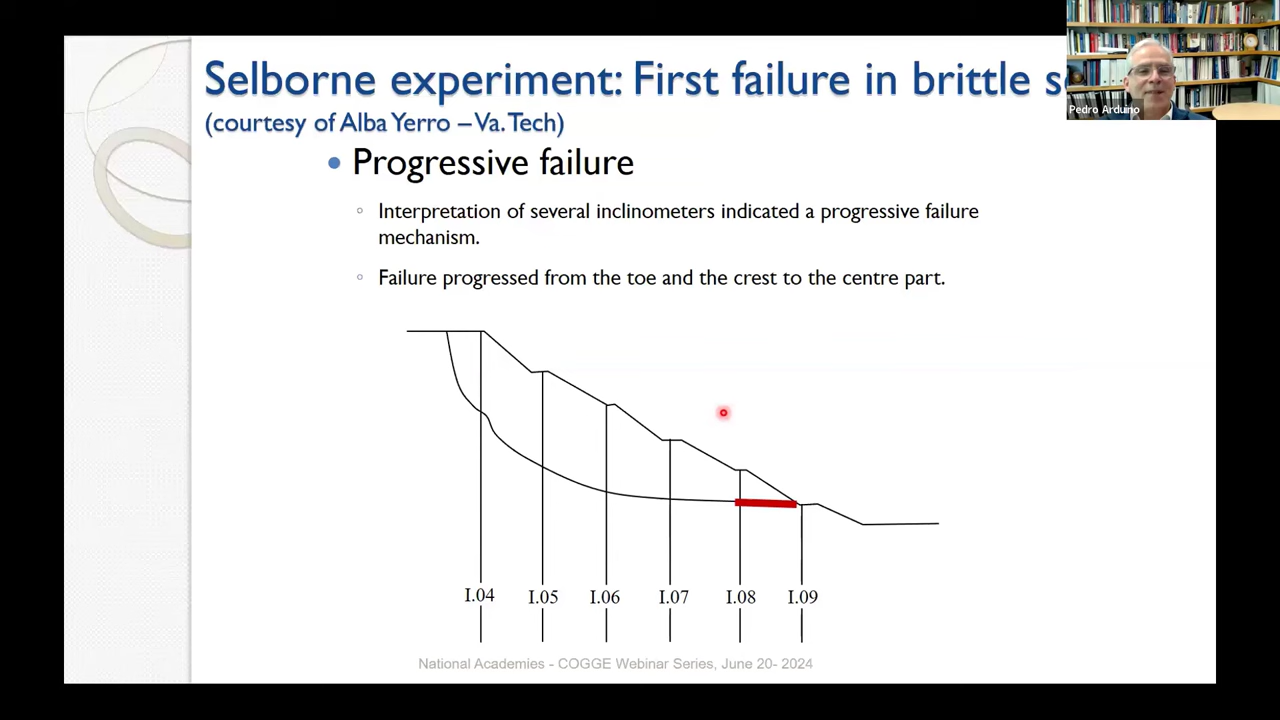 Selborne experiment: First failure in brittle
(courtesy of Alba Yerro – Va. Tech)
Pedro Arduino
• Progressive failure
◦ Interpretation of several inclinometers indicated a progressive failure
mechanism.
◦ Failure progressed from the toe and the crest to the centre part.
I.04 I.05 I.06 I.07 I.08 I.09
National Academies - COGGE Webinar Series, June 20- 2024